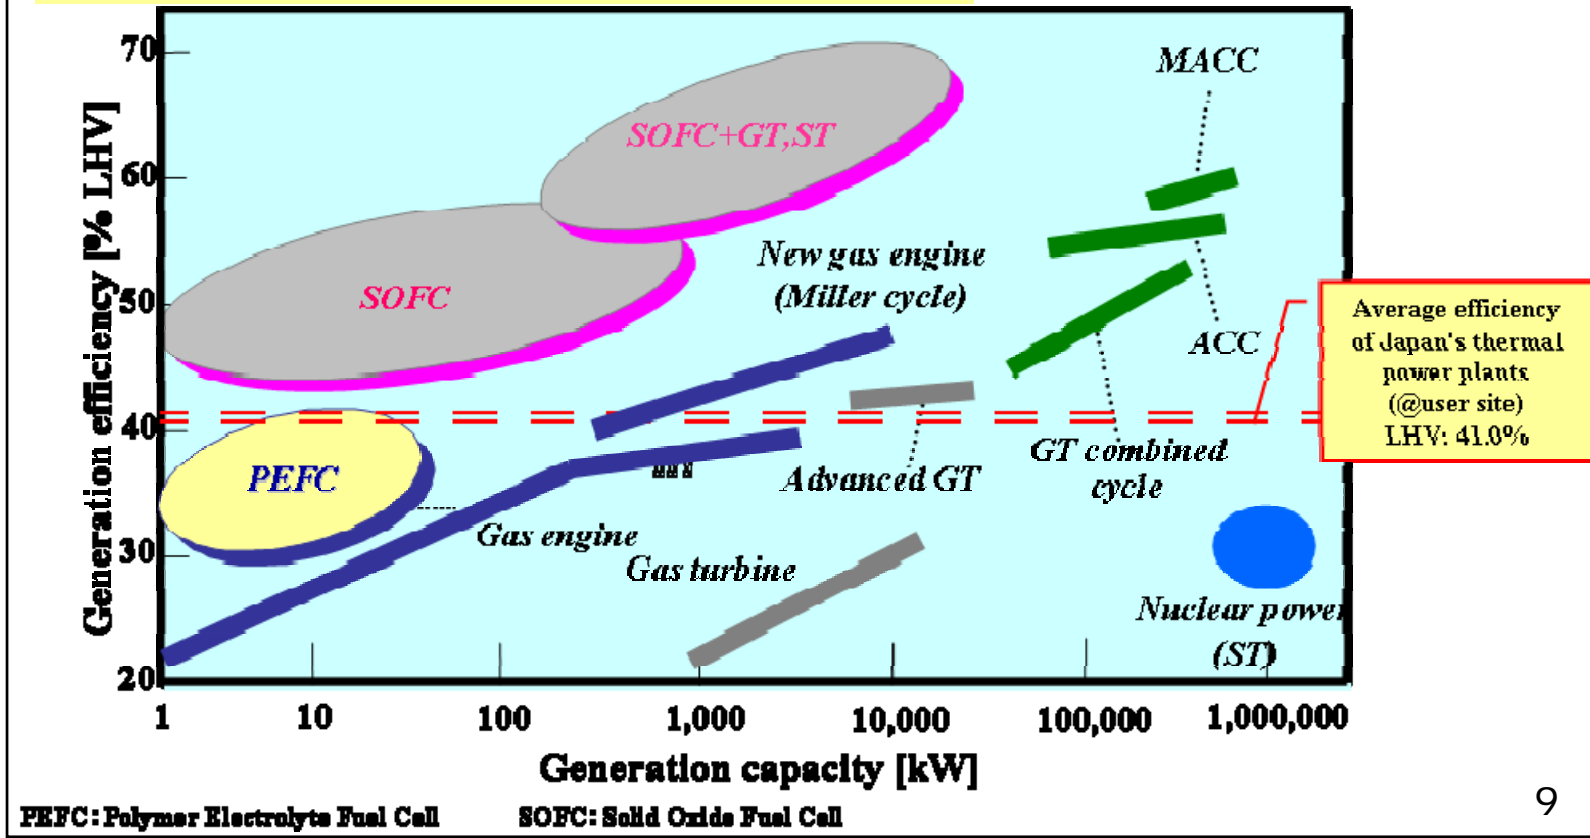 70
60
50
40
30
20
Generation efficiency [% LHV]
MACC
SOFC+GT,ST
New gas engine
(Miller cycle)
SOFC
ACC
Average efficiency
of Japan's thermal
power plants
(@user site)
LHV: 41.0%
PEFC
Advanced GT
GT combined
cycle
Gas engine
Gas turbine
Nuclear power
(ST)
1 10 100 1,000 10,000 100,000 1,000,000
Generation capacity [kW]
PEFC: Polymer Electrolyte Fuel Cell SOFC: Solid Oxide Fuel Cell
9